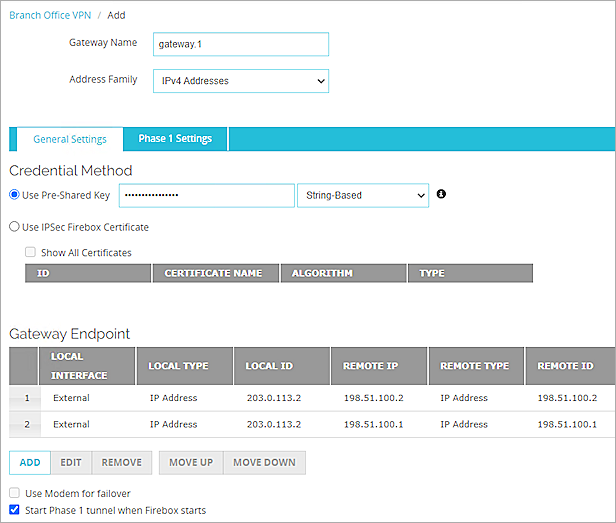 Branch Office VPN / Add
Gateway Name gateway.1
Address Family IPv4 Addresses
General Settings Phase 1 Settings
Credential Method
Use Pre-Shared Key •••••••••••••••• String-Based
Use IPSec Firebox Certificate
Show All Certificates
ID CERTIFICATE NAME ALGORITHM TYPE
Gateway Endpoint
LOCAL INTERFACE LOCAL TYPE LOCAL ID REMOTE IP REMOTE TYPE REMOTE ID
1 External IP Address 203.0.113.2 198.51.100.2 IP Address 198.51.100.2
2 External IP Address 203.0.113.2 198.51.100.1 IP Address 198.51.100.1
ADD EDIT REMOVE MOVE UP MOVE DOWN
Use Modem for failover
Start Phase 1 tunnel when Firebox starts